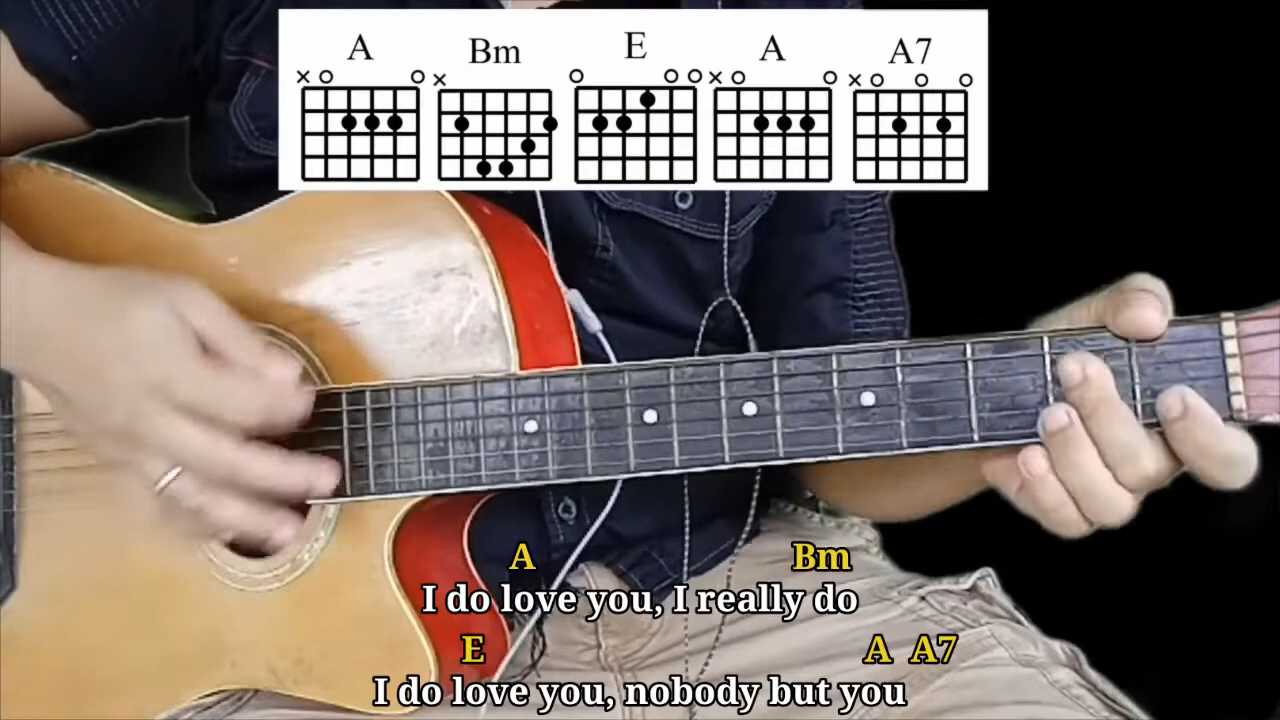 A Bm E A A7
A Bm
I do love you, I really do
E A A7
I do love you, nobody but you